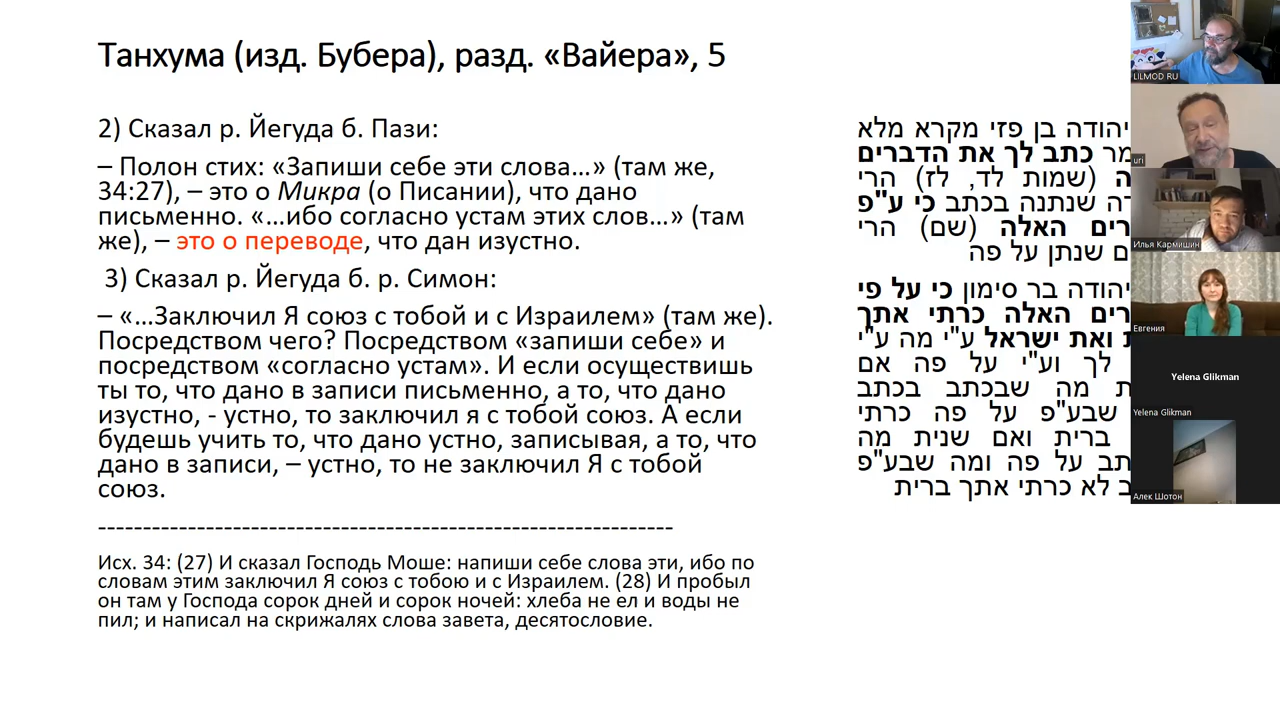 Танхума (изд. Бубера), разд. «Вайера», 5
2) Сказал р. Йегуда б. Пази:
– Полон стих: «Запиши себе эти слова…» (там же,
34:27), – это о Микра (о Писании), что дано
письменно. «…ибо согласно устам этих слов…» (там
же), – это о переводе, что дан изустно.
3) Сказал р. Йегуда б. р. Симон:
– «…Заключил Я союз с тобой и с Израилем» (там же).
Посредством чего? Посредством «запиши себе» и
посредством «согласно устам». И если осуществишь
ты то, что дано в записи письменно, а то, что дано
изустно, - устно, то заключил я с тобой союз. А если
будешь учить то, что дано устно, записывая, а то, что
дано в записи, – устно, то не заключил Я с тобой
союз.
-----------------------------------------------------------------
Исх. 34: (27) И сказал Господь Моше: напиши себе слова эти, ибо по
словам этим заключил Я союз с тобою и с Израилем. (28) И пробыл
он там у Господа сорок дней и сорок ночей: хлеба не ел и воды не
пил; и написал на скрижалях слова завета, десятословие.
יהודה בן פזי מקרא מלא
מר כתב לך את הדברים
ה (שמות לד, לז) הרי
דה שנתנה בכתב כי ע"פ
רים האלה (שם) הרי
ם שנתן על פה
יהודה בר סימון כי על פי
רים האלה כרתי אתך
ת ואת ישראל ע"י מה ע"י
לך וע"י על פה אם
ת מה שבכתב בכתב
שבע"פ על פה כרתי
ברית ואם שנית מה
תב על פה ומה שבע"פ
ב לא כרתי אתך ברית
LiLMOD RU
uri
Илья Кармишин
Евгения
Yelena Glikman
Yelena Glikman
Алек Шотон